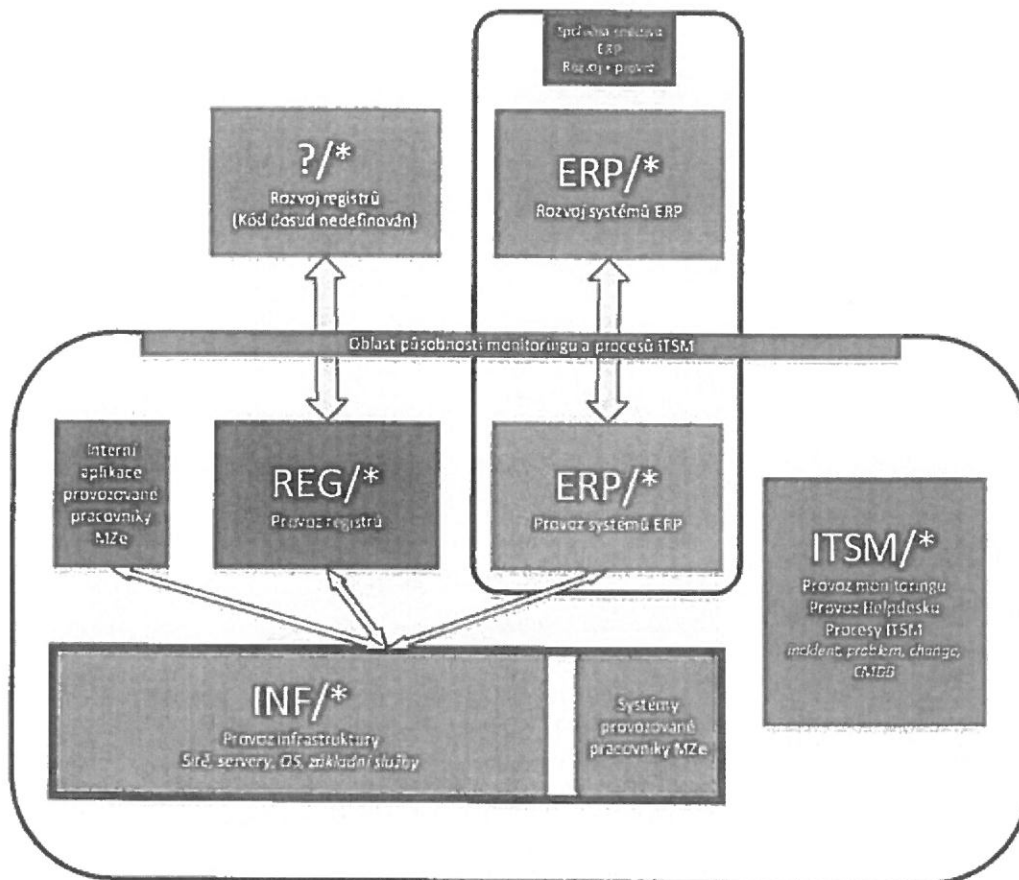 Společná smlouva
ERP
Rozvoj + provoz
?/*
Rozvoj registrů
(Kód dosud nedefinován)
ERP/*
Rozvoj systémů ERP
Oblast působnosti monitoringu a procesů ITSM
Interní
aplikace
provozované
pracovníky
MZe
REG/*
Provoz registrů
ERP/*
Provoz systémů ERP
ITSM/*
Provoz monitoringu
Provoz Helpdesku
Procesy ITSM
incident, problem, change,
CMDB
INF/*
Provoz infrastruktury
Sítě, servery, OS, základní služby
Systémy
provozované
pracovníky MZe